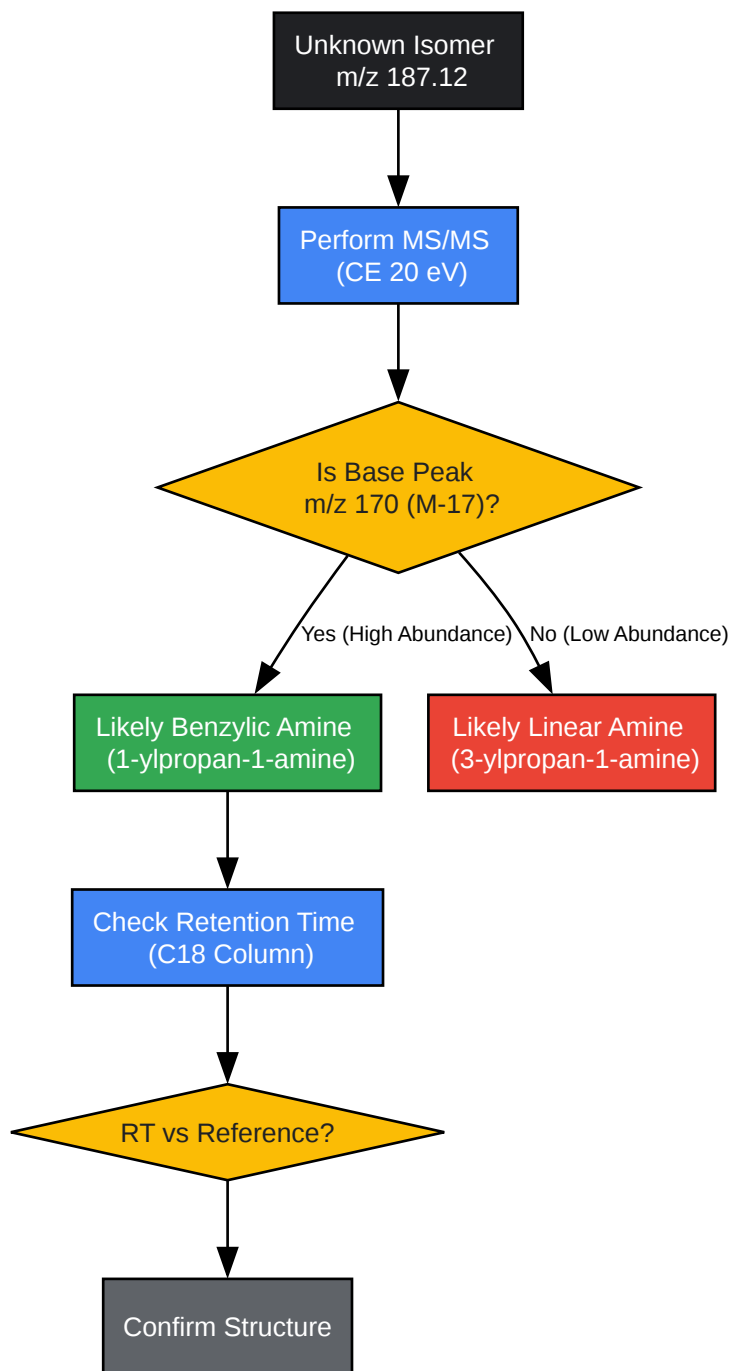 Unknown Isomer
m/z 187.12
Perform MS/MS
(CE 20 eV)
Is Base Peak
m/z 170 (M-17)?
Yes (High Abundance)
No (Low Abundance)
Likely Benzylic Amine
(1-ylpropan-1-amine)
Likely Linear Amine
(3-ylpropan-1-amine)
Check Retention Time
(C18 Column)
RT vs Reference?
Confirm Structure